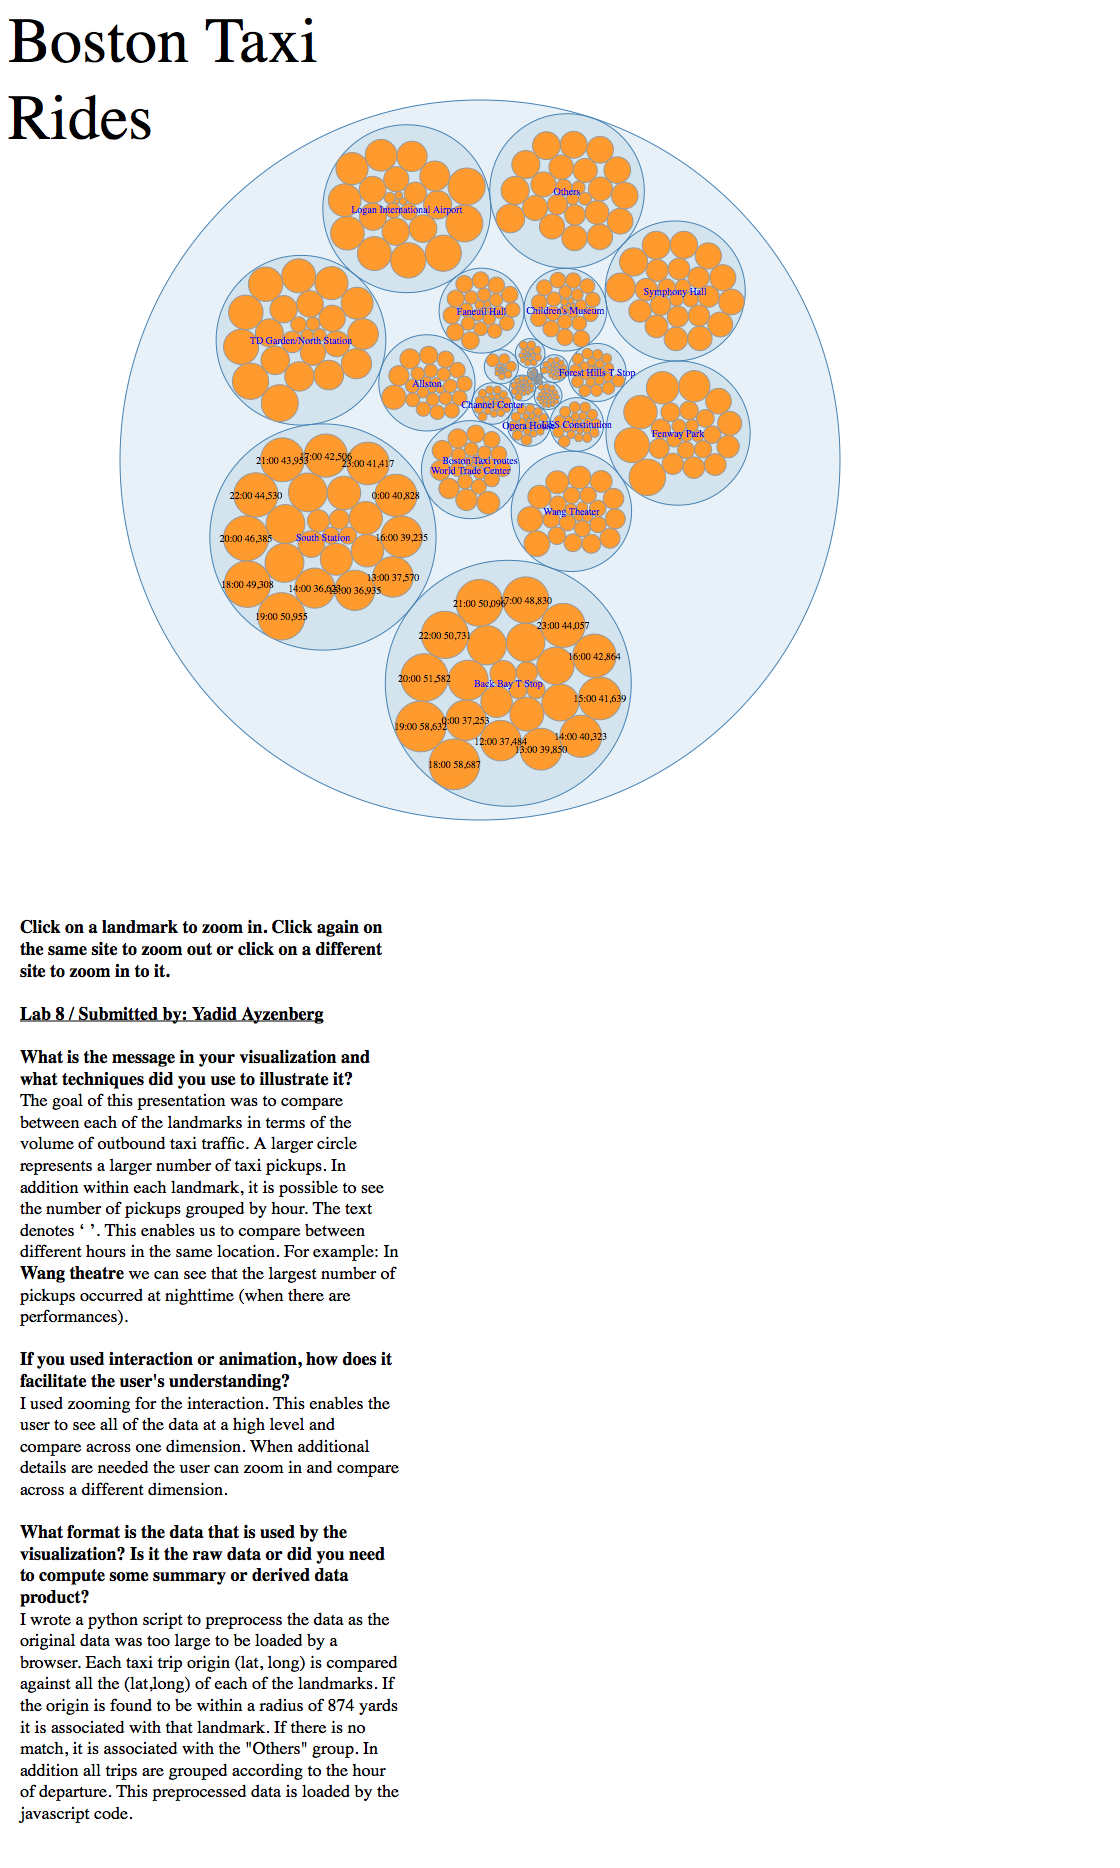 Boston Taxi
Rides
Others
Logan International Airport
Symphony Hall
Faneuil Hall
Children's Museum
TD Garden/North Station
Forest Hills T Stop
Allston
Channel Center
Opera House
USS Constitution
Fenway Park
Boston Taxi routes
World Trade Center
Wang Theater
21:00 43,953
17:00 42,506
23:00 41,417
22:00 44,530
0:00 40,828
20:00 46,385
South Station
16:00 39,235
18:00 49,308
14:00 36,623
15:00 36,935
13:00 37,570
19:00 50,955
21:00 50,096
17:00 48,830
23:00 44,057
22:00 50,731
16:00 42,864
20:00 51,582
Back Bay T Stop
15:00 41,639
19:00 58,632
0:00 37,253
12:00 37,484
13:00 39,850
14:00 40,323
18:00 58,687
Click on a landmark to zoom in. Click again on
the same site to zoom out or click on a different
site to zoom in to it.
Lab 8 / Submitted by: Yadid Ayzenberg
What is the message in your visualization and
what techniques did you use to illustrate it?
The goal of this presentation was to compare
between each of the landmarks in terms of the
volume of outbound taxi traffic. A larger circle
represents a larger number of taxi pickups. In
addition within each landmark, it is possible to see
the number of pickups grouped by hour. The text
denotes ‘ ’. This enables us to compare between
different hours in the same location. For example: In
Wang theatre we can see that the largest number of
pickups occurred at nighttime (when there are
performances).
If you used interaction or animation, how does it
facilitate the user's understanding?
I used zooming for the interaction. This enables the
user to see all of the data at a high level and
compare across one dimension. When additional
details are needed the user can zoom in and compare
across a different dimension.
What format is the data that is used by the
visualization? Is it the raw data or did you need
to compute some summary or derived data
product?
I wrote a python script to preprocess the data as the
original data was too large to be loaded by a
browser. Each taxi trip origin (lat, long) is compared
against all the (lat,long) of each of the landmarks. If
the origin is found to be within a radius of 874 yards
it is associated with that landmark. If there is no
match, it is associated with the "Others" group. In
addition all trips are grouped according to the hour
of departure. This preprocessed data is loaded by the
javascript code.